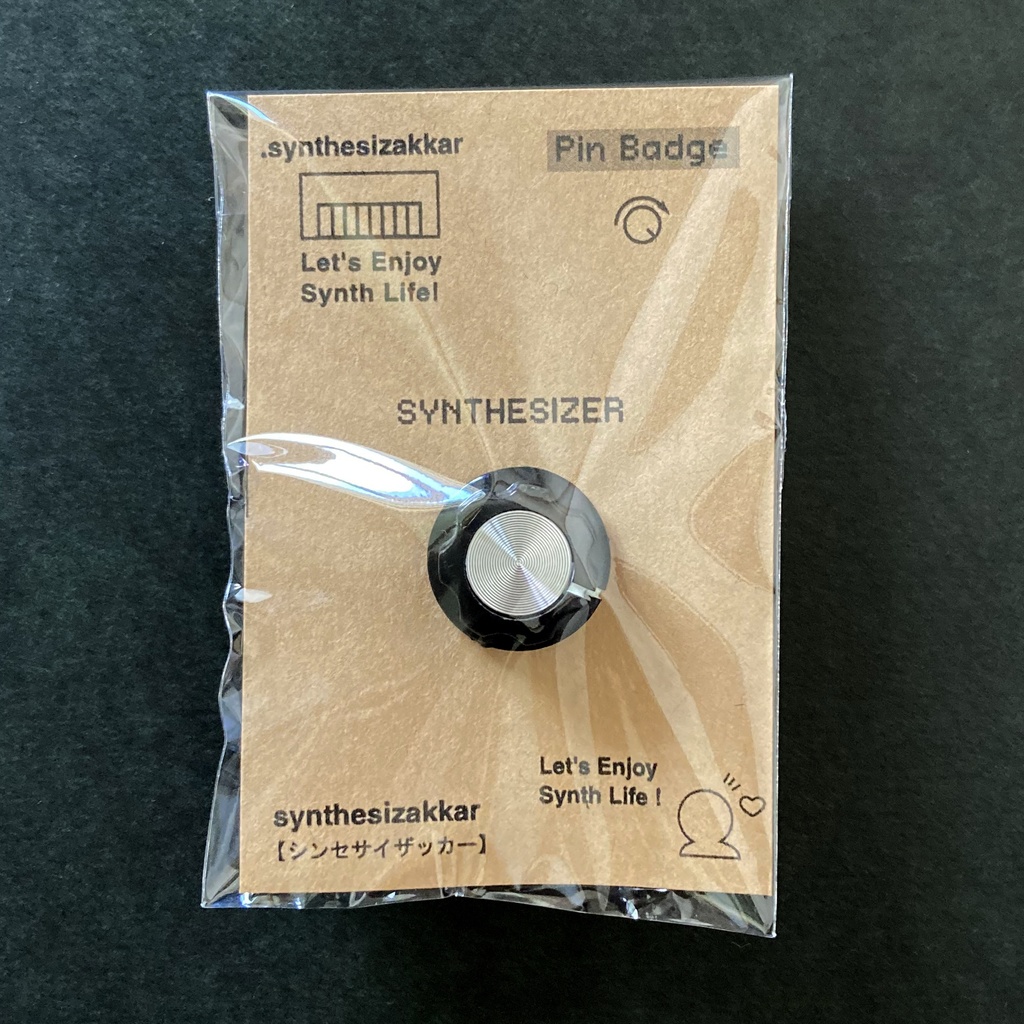 .synthesizakkar
Pin Badge
Let's Enjoy
Synth Life!
SYNTHESIZER
Let's Enjoy
Synth Life !
synthesizakkar
【シンセサイザッカー】